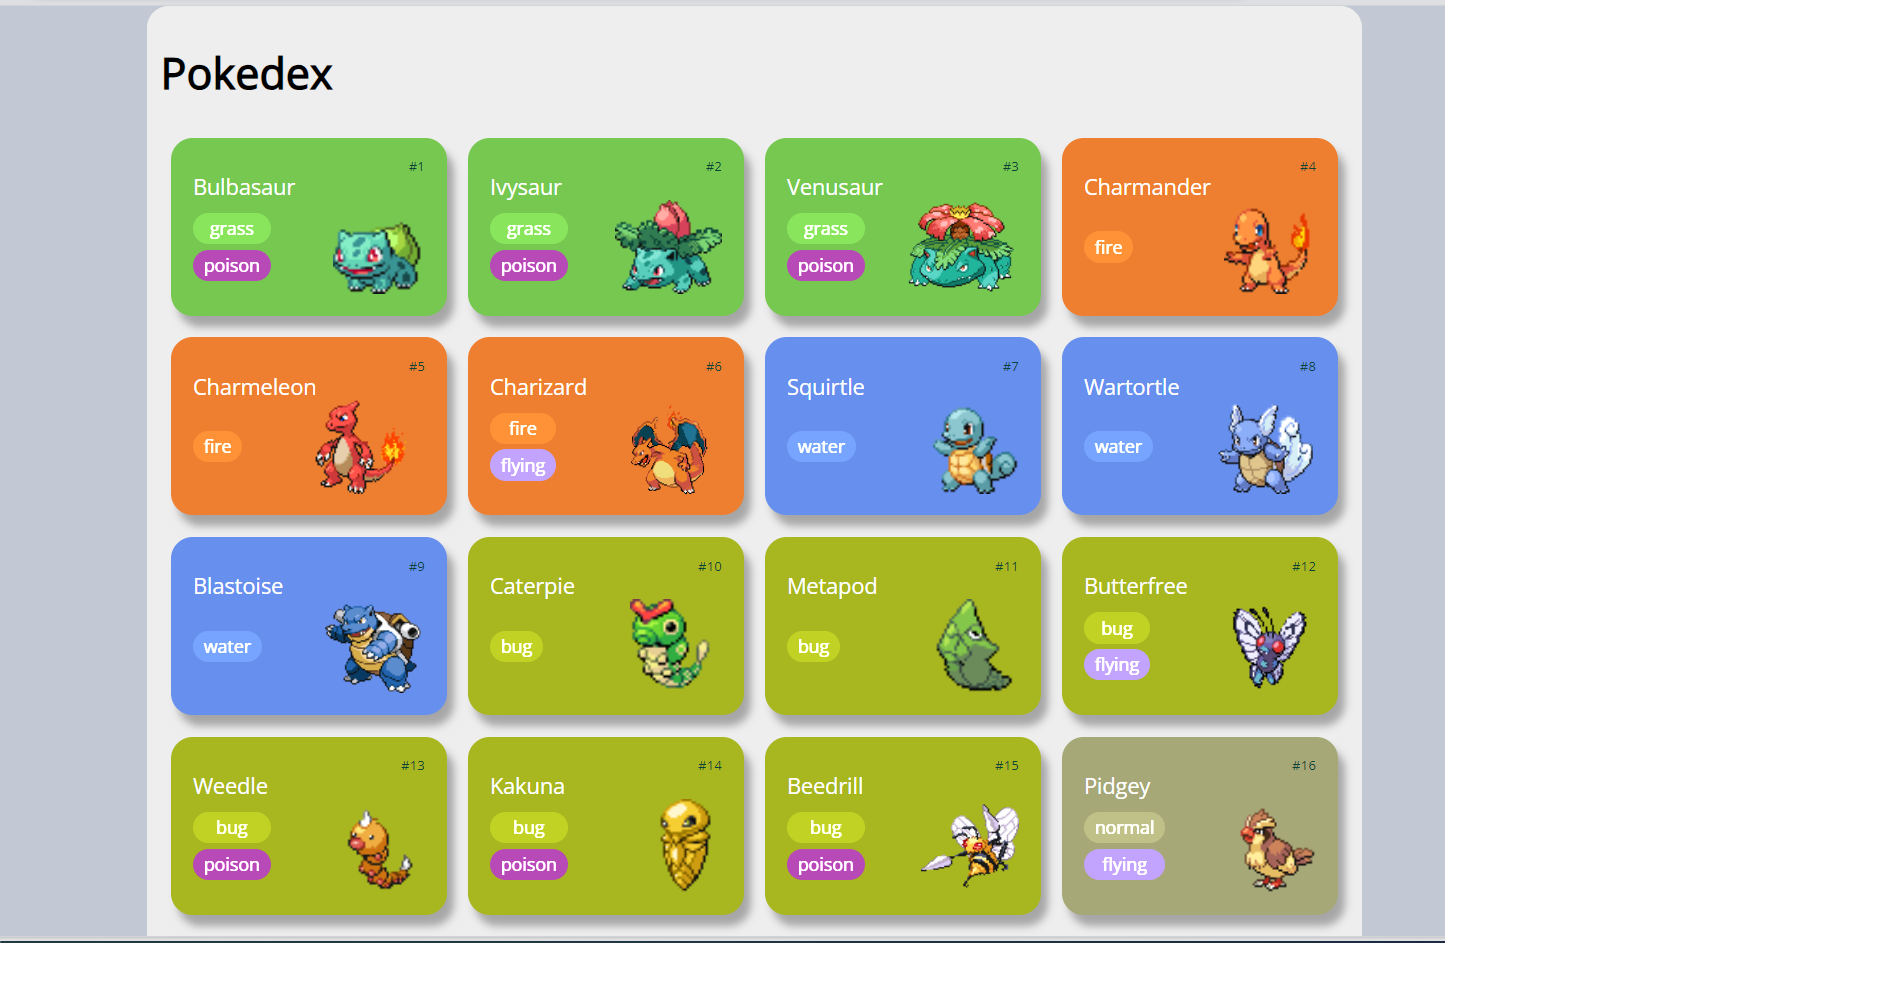 Pokedex
#1
Bulbasaur
grass
poison
#2
Ivysaur
grass
poison
#3
Venusaur
grass
poison
#4
Charmander
fire
#5
Charmeleon
fire
#6
Charizard
fire
flying
#7
Squirtle
water
#8
Wartortle
water
#9
Blastoise
water
#10
Caterpie
bug
#11
Metapod
bug
#12
Butterfree
bug
flying
#13
Weedle
bug
poison
#14
Kakuna
bug
poison
#15
Beedrill
bug
poison
#16
Pidgey
normal
flying